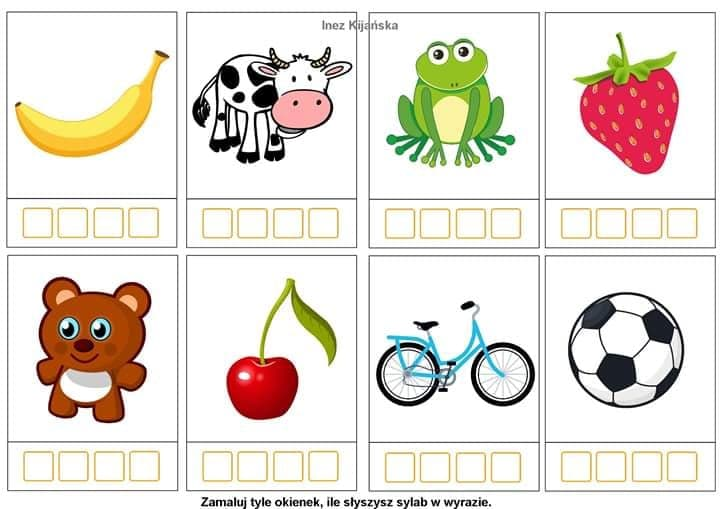 Inez Kijańska
Zamaluj tyle okienek, ile słyszysz sylab w wyrazie.